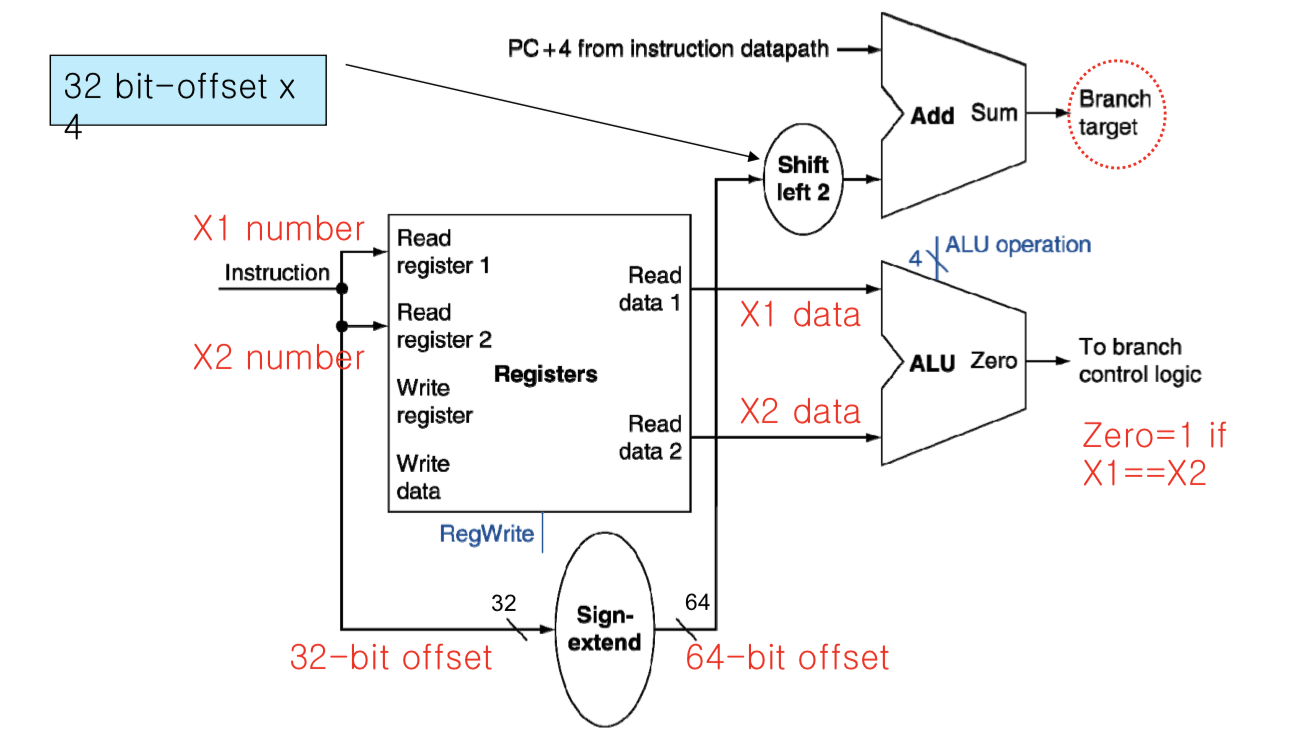 PC+4 from instruction datapath
32 bit-offset x
4
Branch
target
Add Sum
Shift
left 2
X1 number
Read
register 1
Instruction
4
ALU operation
Read
data 1
X1 data
Read
register 2
X2 number
Registers
ALU Zero
To branch
control logic
Write
register
X2 data
Read
data 2
Zero=1 if
X1==X2
Write
data
RegWrite
32
64
Sign-
extend
32-bit offset
64-bit offset